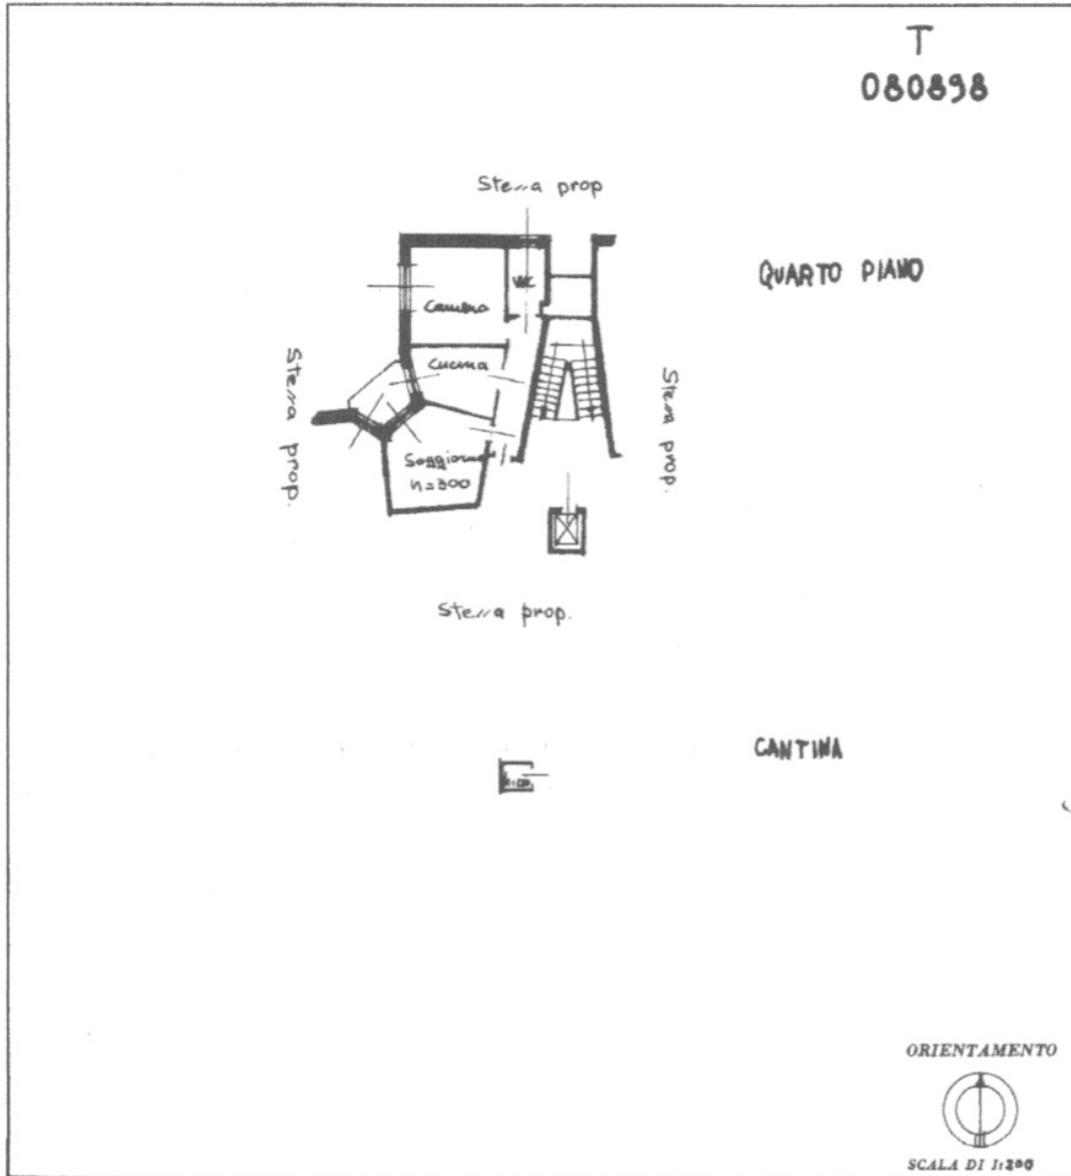 T
080898
Stessa prop
QUARTO PIANO
WC
Camera
Cucina
Stessa prop.
Stessa prop.
Soggiorno
h=300
Stessa prop.
CANTINA
ORIENTAMENTO
SCALA DI 1:200